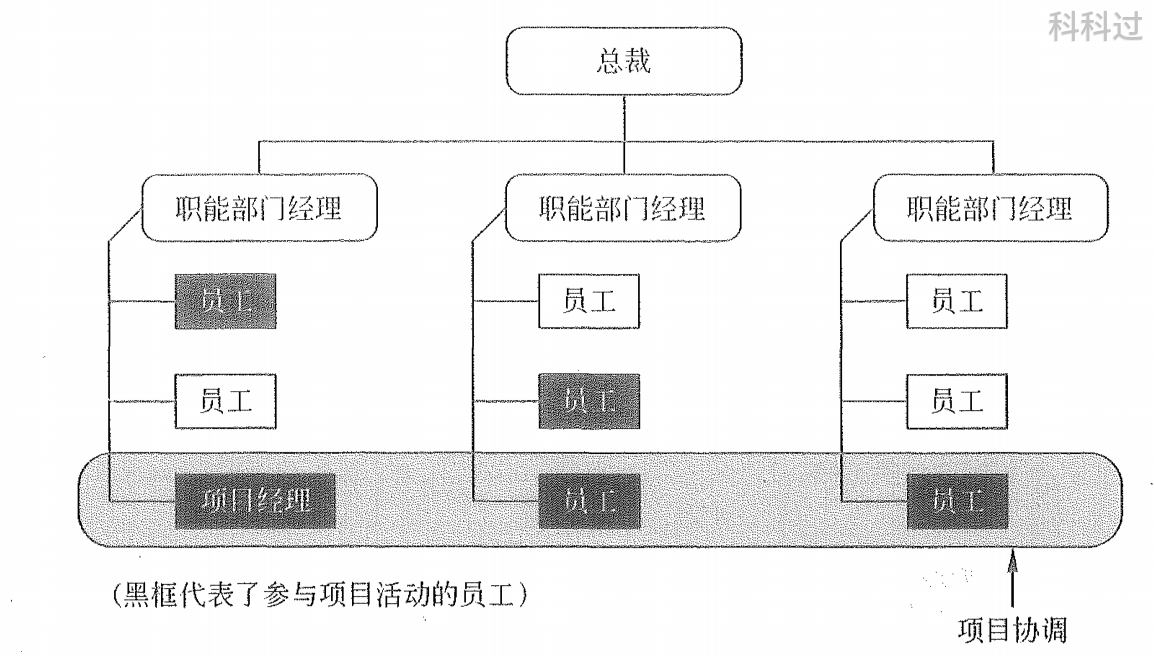 科科过
总裁
职能部门经理
职能部门经理
职能部门经理
员工
员工
员工
员工
员工
员工
项目经理
员工
员工
(黑框代表了参与项目活动的员工)
项目协调